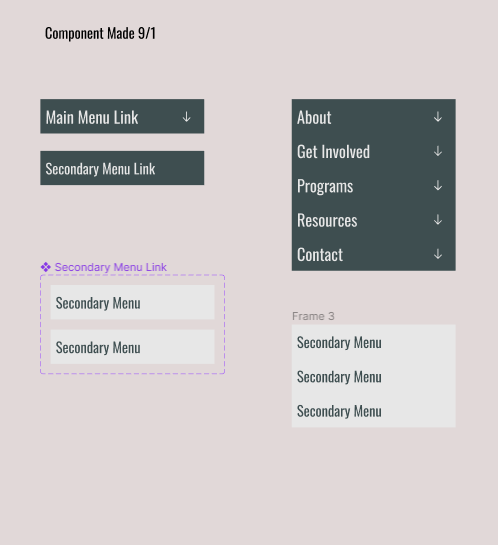 Component Made 9/1
Main Menu Link
Secondary Menu Link
Secondary Menu Link
Secondary Menu
Secondary Menu
About
Get Involved
Programs
Resources
Contact
Frame 3
Secondary Menu
Secondary Menu
Secondary Menu